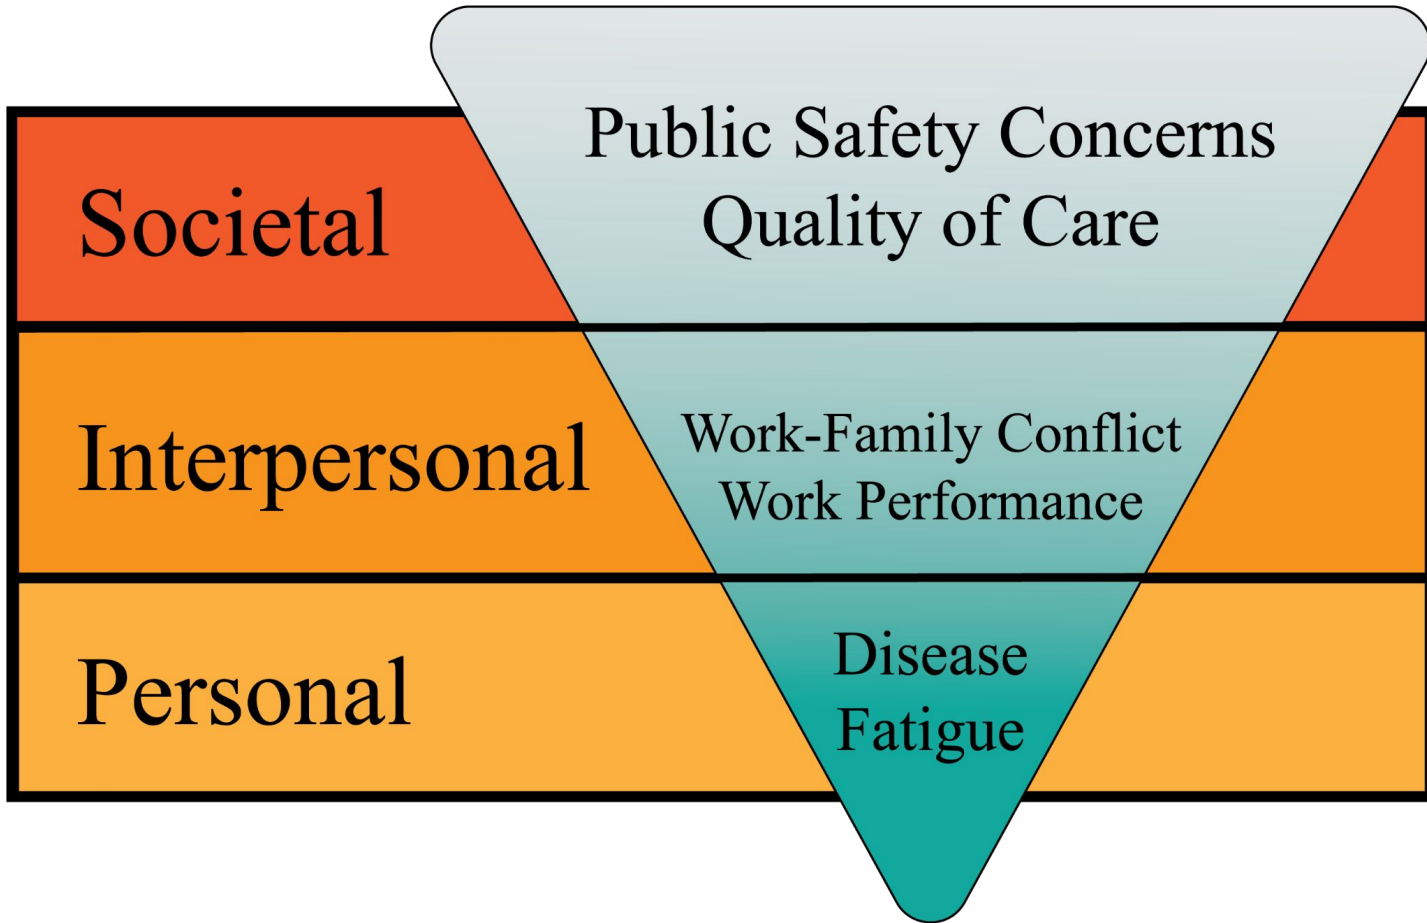 Societal
Public Safety Concerns
Quality of Care
Interpersonal
Work-Family Conflict
Work Performance
Personal
Disease
Fatigue